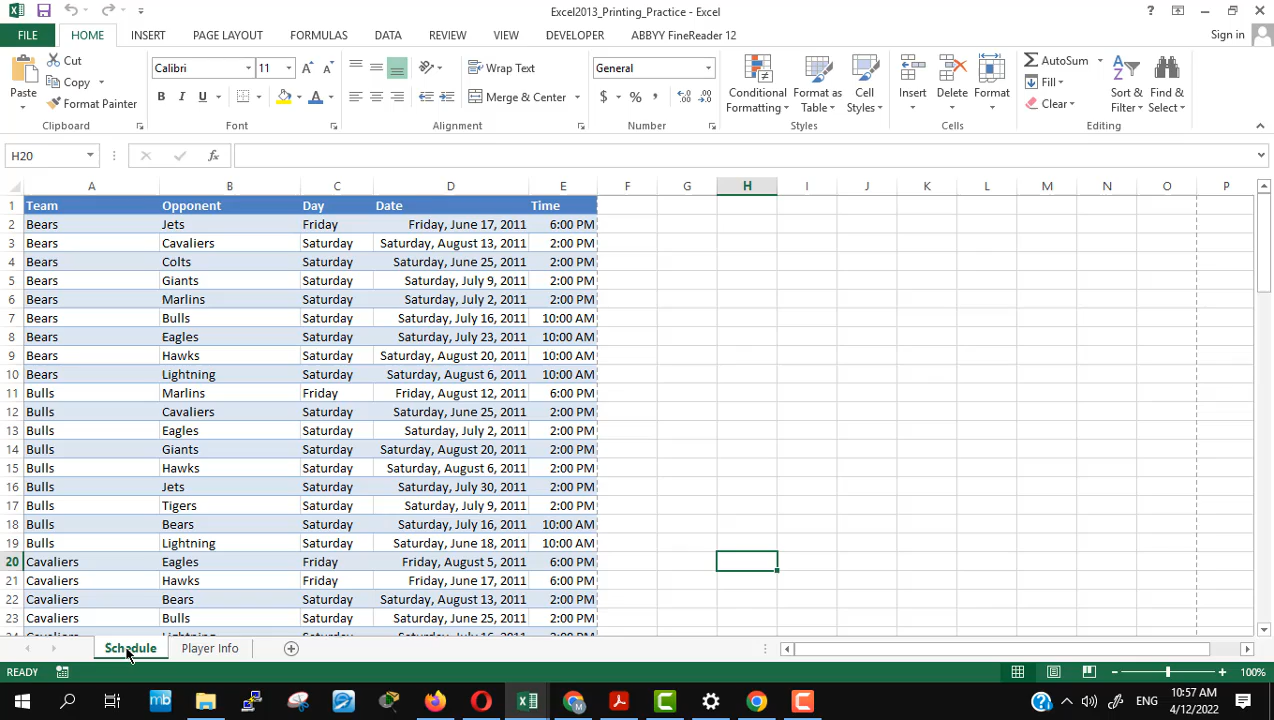 Excel2013_Printing_Practice - Excel
FILE HOME INSERT PAGE LAYOUT FORMULAS DATA REVIEW VIEW DEVELOPER ABBYY FineReader 12 Sign in
Cut Calibri 11 Wrap Text General AutoSum
Copy Fill
Paste Format Painter B I U A Merge & Center $ % , Conditional Formatting Format as Table Cell Styles Insert Delete Format Clear Sort & Filter Find & Select
Clipboard Font Alignment Number Styles Cells Editing
H20 fx
A B C D E F G H I J K L M N O P
1 Team Opponent Day Date Time
2 Bears Jets Friday Friday, June 17, 2011 6:00 PM
3 Bears Cavaliers Saturday Saturday, August 13, 2011 2:00 PM
4 Bears Colts Saturday Saturday, June 25, 2011 2:00 PM
5 Bears Giants Saturday Saturday, July 9, 2011 2:00 PM
6 Bears Marlins Saturday Saturday, July 2, 2011 2:00 PM
7 Bears Bulls Saturday Saturday, July 16, 2011 10:00 AM
8 Bears Eagles Saturday Saturday, July 23, 2011 10:00 AM
9 Bears Hawks Saturday Saturday, August 20, 2011 10:00 AM
10 Bears Lightning Saturday Saturday, August 6, 2011 10:00 AM
11 Bulls Marlins Friday Friday, August 12, 2011 6:00 PM
12 Bulls Cavaliers Saturday Saturday, June 25, 2011 2:00 PM
13 Bulls Eagles Saturday Saturday, July 2, 2011 2:00 PM
14 Bulls Giants Saturday Saturday, August 20, 2011 2:00 PM
15 Bulls Hawks Saturday Saturday, August 6, 2011 2:00 PM
16 Bulls Jets Saturday Saturday, July 30, 2011 2:00 PM
17 Bulls Tigers Saturday Saturday, July 9, 2011 2:00 PM
18 Bulls Bears Saturday Saturday, July 16, 2011 10:00 AM
19 Bulls Lightning Saturday Saturday, June 18, 2011 10:00 AM
20 Cavaliers Eagles Friday Friday, August 5, 2011 6:00 PM
21 Cavaliers Hawks Friday Friday, June 17, 2011 6:00 PM
22 Cavaliers Bears Saturday Saturday, August 13, 2011 2:00 PM
23 Cavaliers Bulls Saturday Saturday, June 25, 2011 2:00 PM
Schedule Player Info
READY 100%
mb M ENG 10:57 AM
4/12/2022